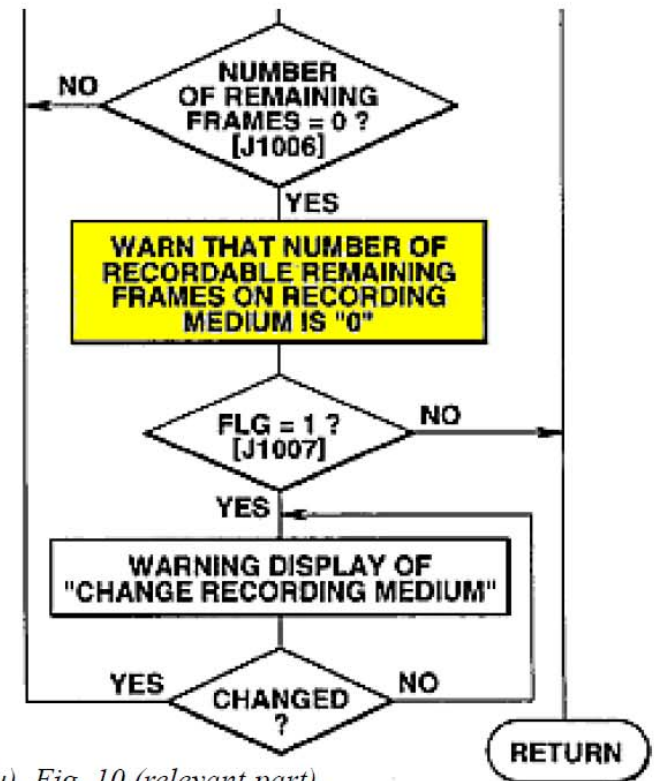 NUMBER
OF REMAINING
FRAMES = 0 ?
[J1006]
NO
YES
WARN THAT NUMBER OF
RECORDABLE REMAINING
FRAMES ON RECORDING
MEDIUM IS "0"
FLG = 1 ?
[J1007]
NO
YES
WARNING DISPLAY OF
"CHANGE RECORDING MEDIUM"
YES
CHANGED
?
NO
RETURN
Fig. 10 (relevant part)